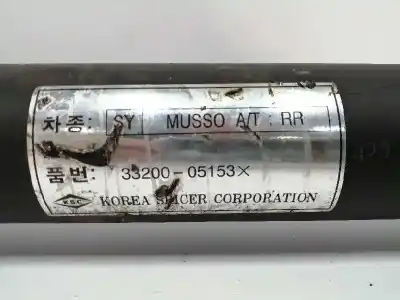 차종: SY MUSSO A/T : RR
품번: 33200-05153X
KSC KOREA SPICER CORPORATION